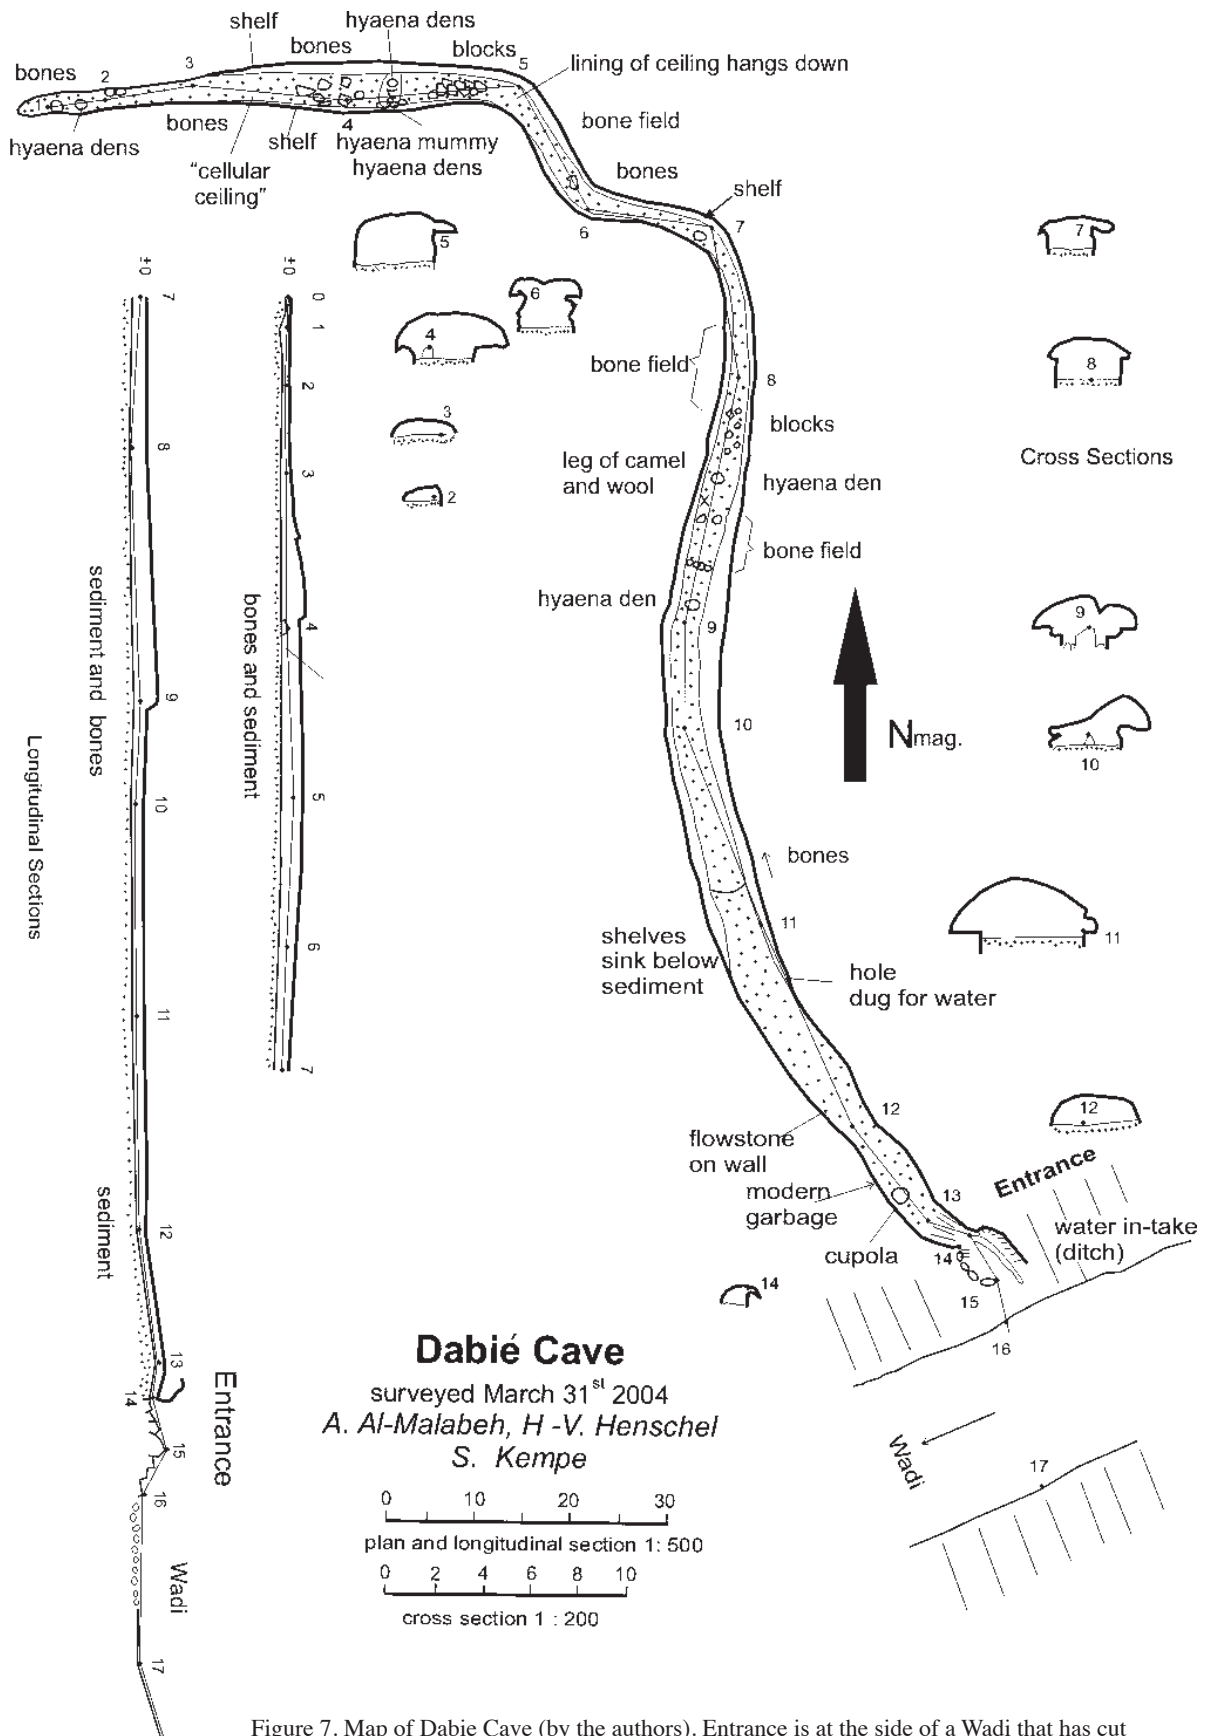 shelf
hyaena dens
bones
blocks
5
lining of ceiling hangs down
bones
2
3
1
hyaena dens
bones
"cellular
ceiling"
shelf
4
hyaena mummy
hyaena dens
bone field
bones
shelf
6
7
5
6
4
3
2
7
8
Cross Sections
9
10
11
12
14
bone field
8
blocks
leg of camel
and wool
hyaena den
bone field
hyaena den
9
10
Nmag.
bones
11
shelves
sink below
sediment
hole
dug for water
12
flowstone
on wall
modern
garbage
13
cupola
14
15
16
Entrance
water in-take
(ditch)
Wadi
17
±0
7
8
9
10
11
12
13
14
15
16
17
sediment and bones
sediment
Entrance
Wadi
±0
0
1
2
3
4
5
6
7
bones and sediment
Longitudinal Sections
Dabié Cave
surveyed March 31st 2004
A. Al-Malabeh, H -V. Henschel
S. Kempe
0 10 20 30
plan and longitudinal section 1: 500
0 2 4 6 8 10
cross section 1 : 200
Figure 7. Map of Dabie Cave (by the authors). Entrance is at the side of a Wadi that has cut